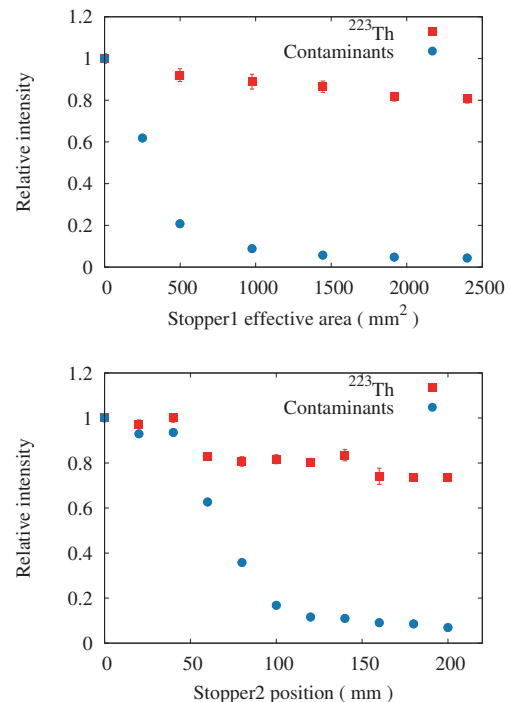 ²²³Th
Contaminants
1.2
1
0.8
0.6
0.4
0.2
0
Relative intensity
0 500 1000 1500 2000 2500
Stopper1 effective area ( mm² )
²²³Th
Contaminants
1.2
1
0.8
0.6
0.4
0.2
0
Relative intensity
0 50 100 150 200
Stopper2 position ( mm )